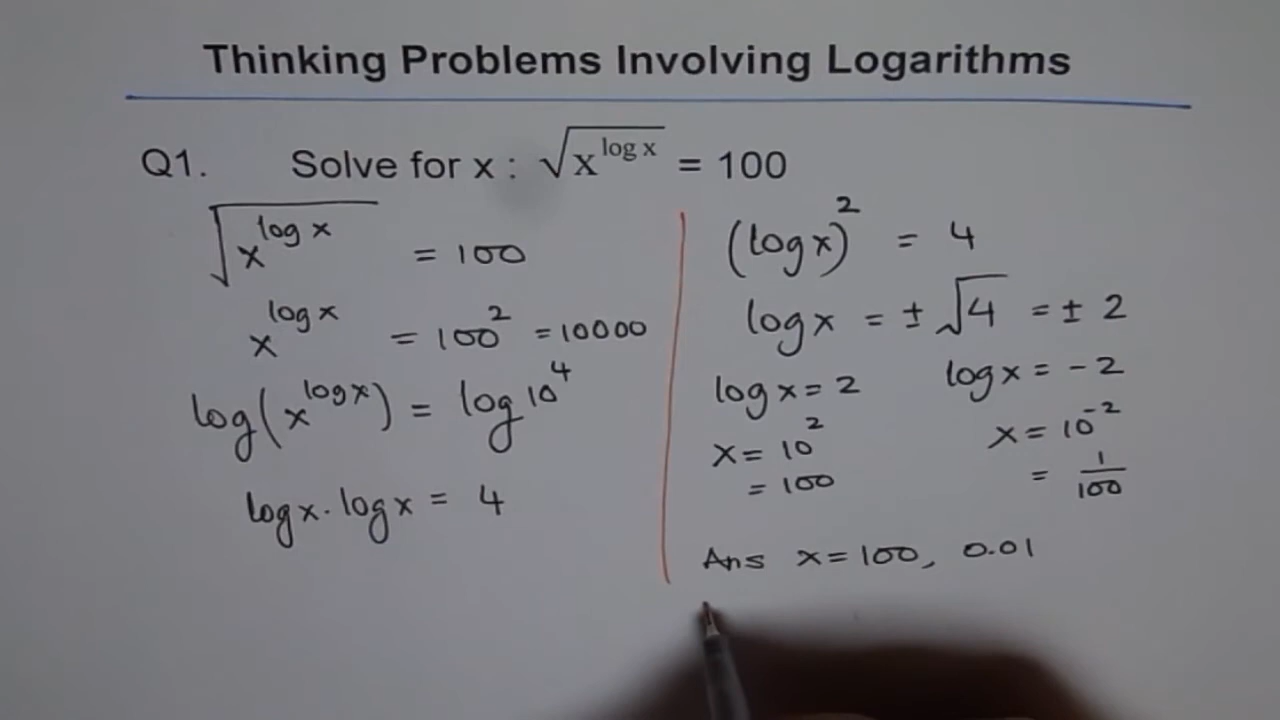 Thinking Problems Involving Logarithms
Q1. Solve for x : √(x^(log x)) = 100
√(x^(log x)) = 100
x^(log x) = 100² = 10000
log(x^(log x)) = log 10⁴
log x · log x = 4
(log x)² = 4
log x = ± √4 = ± 2
log x = 2
x = 10²
= 100
log x = -2
x = 10⁻²
= 1/100
Ans x = 100, 0.01